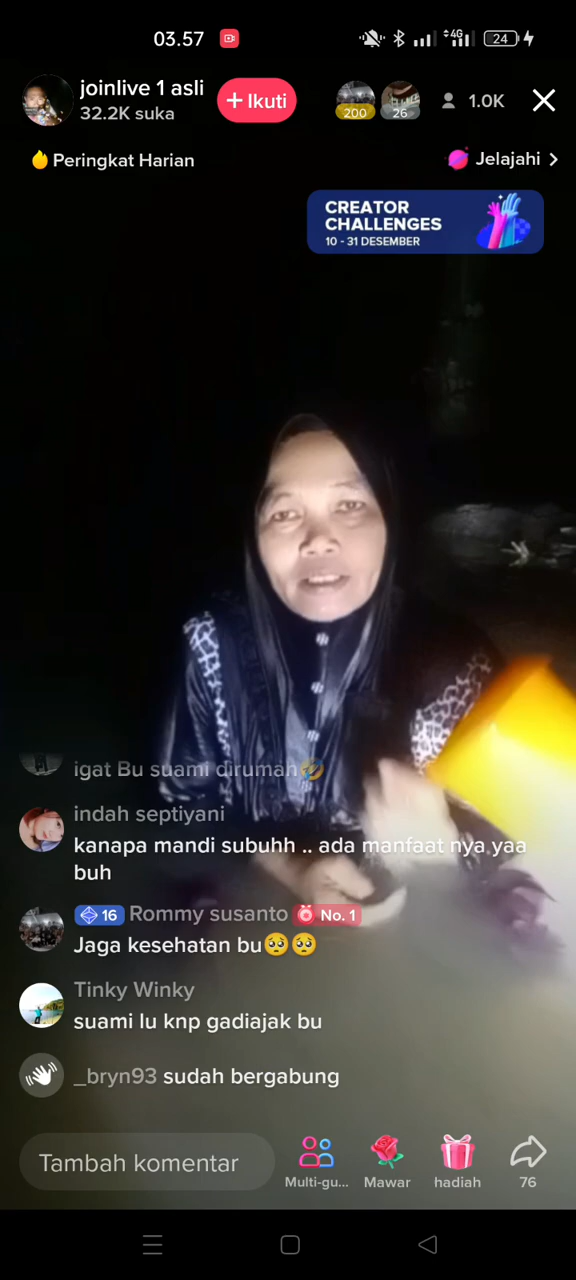 03.57
4G
24
joinlive 1 asli
32.2K suka
+ Ikuti
200
26
1.0K
Peringkat Harian
Jelajahi
CREATOR
CHALLENGES
10 - 31 DESEMBER
igat Bu suami dirumah🤣
indah septiyani
kanapa mandi subuhh .. ada manfaat nya yaa
buh
16 Rommy susanto No. 1
Jaga kesehatan bu🥺🥺
Tinky Winky
suami lu knp gadiajak bu
_bryn93 sudah bergabung
Tambah komentar
Multi-gu...
Mawar
hadiah
76